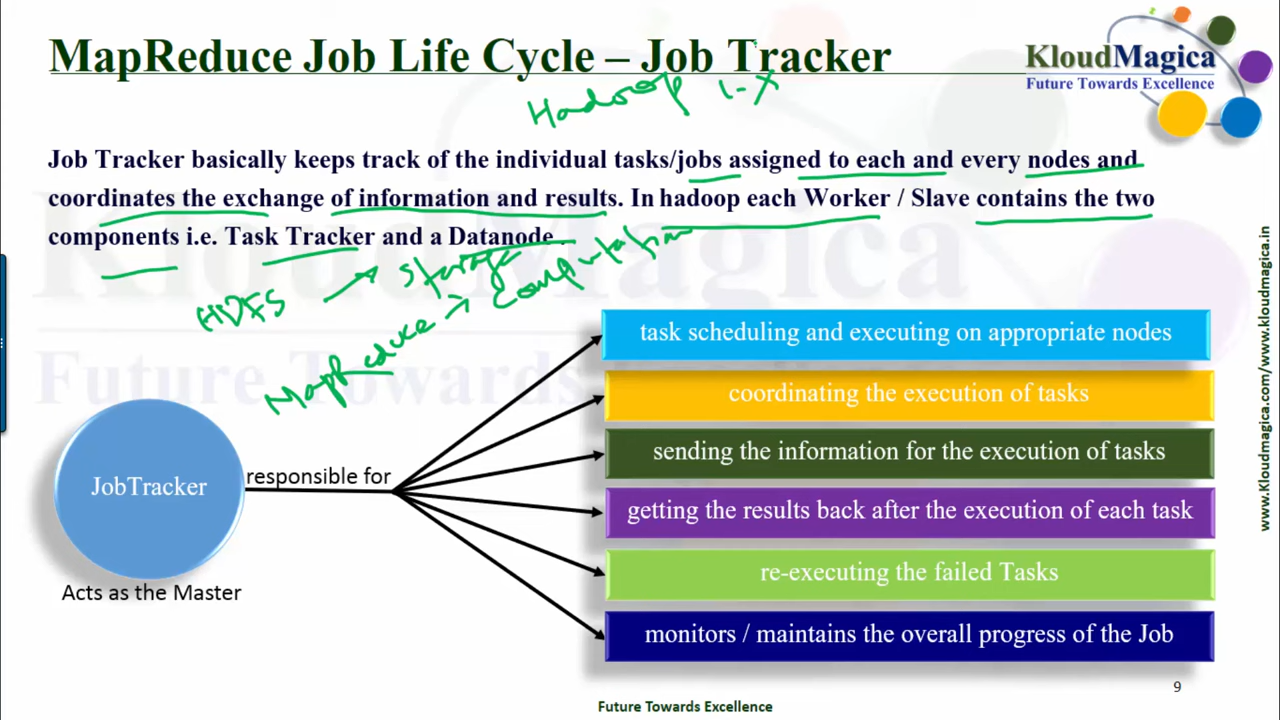 MapReduce Job Life Cycle – Job Tracker
KloudMagica
Future Towards Excellence
Hadoop 1-X
Job Tracker basically keeps track of the individual tasks/jobs assigned to each and every nodes and
coordinates the exchange of information and results. In hadoop each Worker / Slave contains the two
components i.e. Task Tracker and a Datanode.
HDFS → Storage
MapReduce → Computation
KloudMagica
Future Towards
JobTracker
responsible for
Acts as the Master
task scheduling and executing on appropriate nodes
coordinating the execution of tasks
sending the information for the execution of tasks
getting the results back after the execution of each task
re-executing the failed Tasks
monitors / maintains the overall progress of the Job
www.Kloudmagica.com/www.kloudmagica.in
9
Future Towards Excellence